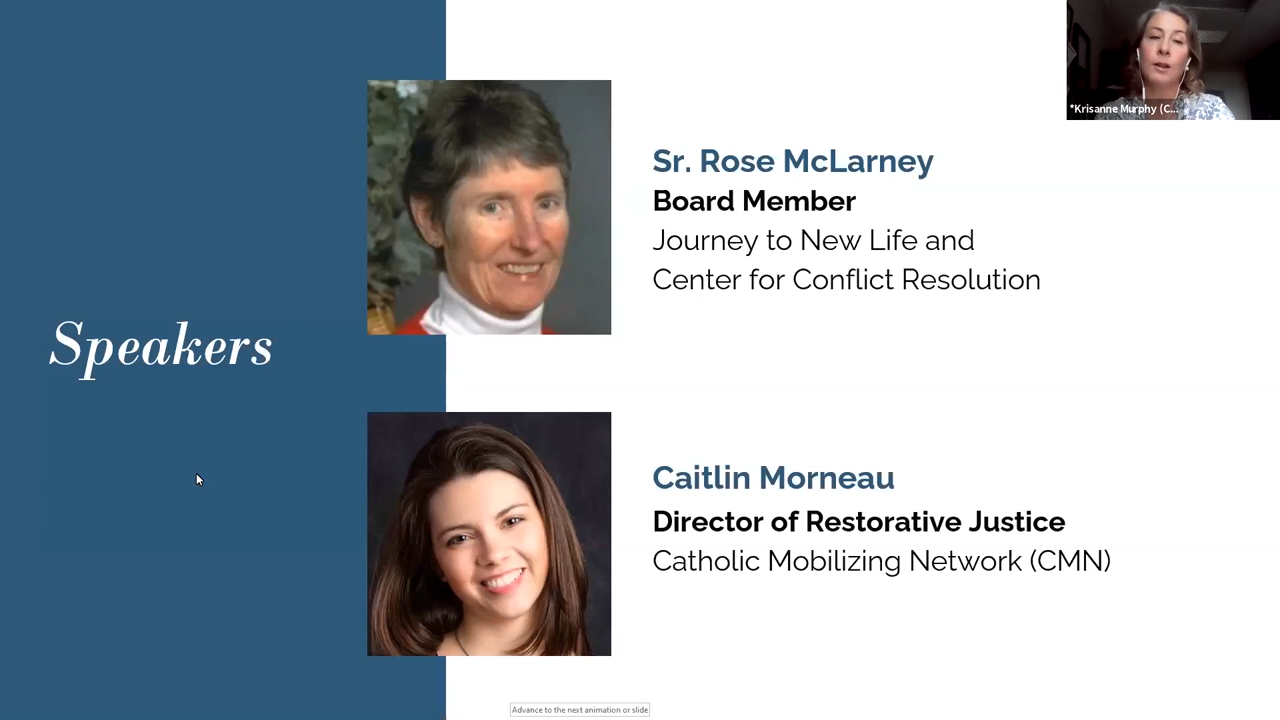 *Krisanne Murphy (C...
Sr. Rose McLarney
Board Member
Journey to New Life and
Center for Conflict Resolution
Speakers
Caitlin Morneau
Director of Restorative Justice
Catholic Mobilizing Network (CMN)
Advance to the next animation or slide